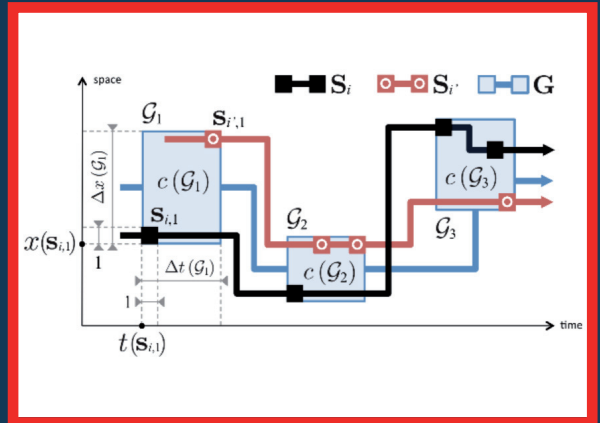 space
S_i
S_i'
G
𝒢_1
S_i',1
Δx(𝒢_1)
c(𝒢_1)
S_i,1
𝒢_2
c(𝒢_3)
𝒢_3
x(S_i,1)
1
Δt(𝒢_1)
c(𝒢_2)
1
time
t(S_i,1)